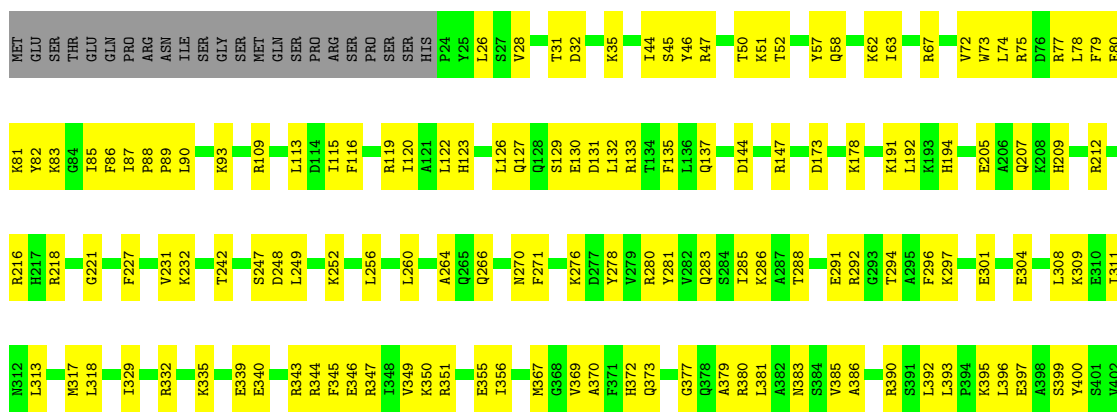 MET GLU SER THR GLU GLN PRO ARG ASN ILE SER GLY SER MET GLN SER PRO ARG SER PRO SER SER HIS P24 Y25 L26 S27 V28 T31 D32 K35 I44 S45 Y46 R47 T50 K51 T52 Y57 Q58 K62 I63 R67 V72 W73 L74 R75 D76 R77 L78 F79
K81 Y82 K83 G84 I85 F86 I87 P88 P89 L90 K93 R109 L113 D114 I115 F116 R119 I120 A121 L122 H123 L126 Q127 Q128 S129 E130 D131 L132 R133 T134 F135 L136 Q137 D144 R147 D173 K178 K191 L192 K193 H194 E205 A206 Q207 K208 H209 R212
R216 H217 R218 G221 F227 V231 K232 T242 S247 D248 L249 K252 L256 L260 A264 Q265 Q266 N270 F271 K276 D277 Y278 V279 R280 Y281 V282 Q283 S284 I285 K286 A287 T288 E291 R292 G293 T294 A295 F296 K297 E301 E304 L308 K309 E310 I311
N312 L313 M317 L318 I329 R332 K335 E339 E340 R343 R344 F345 E346 R347 I348 V349 K350 R351 E355 I356 M367 G368 V369 A370 F371 H372 Q373 G377 Q378 A379 R380 L381 A382 N383 S384 V385 A386 R390 S391 L392 L393 P394 K395 L396 E397 A398 S399 Y400 S401